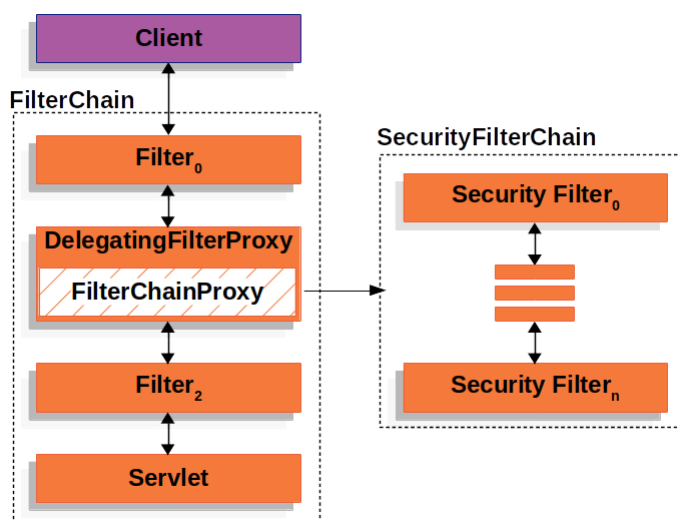 Client
FilterChain
Filter0
DelegatingFilterProxy
FilterChainProxy
Filter2
Servlet
SecurityFilterChain
Security Filter0
Security Filtern